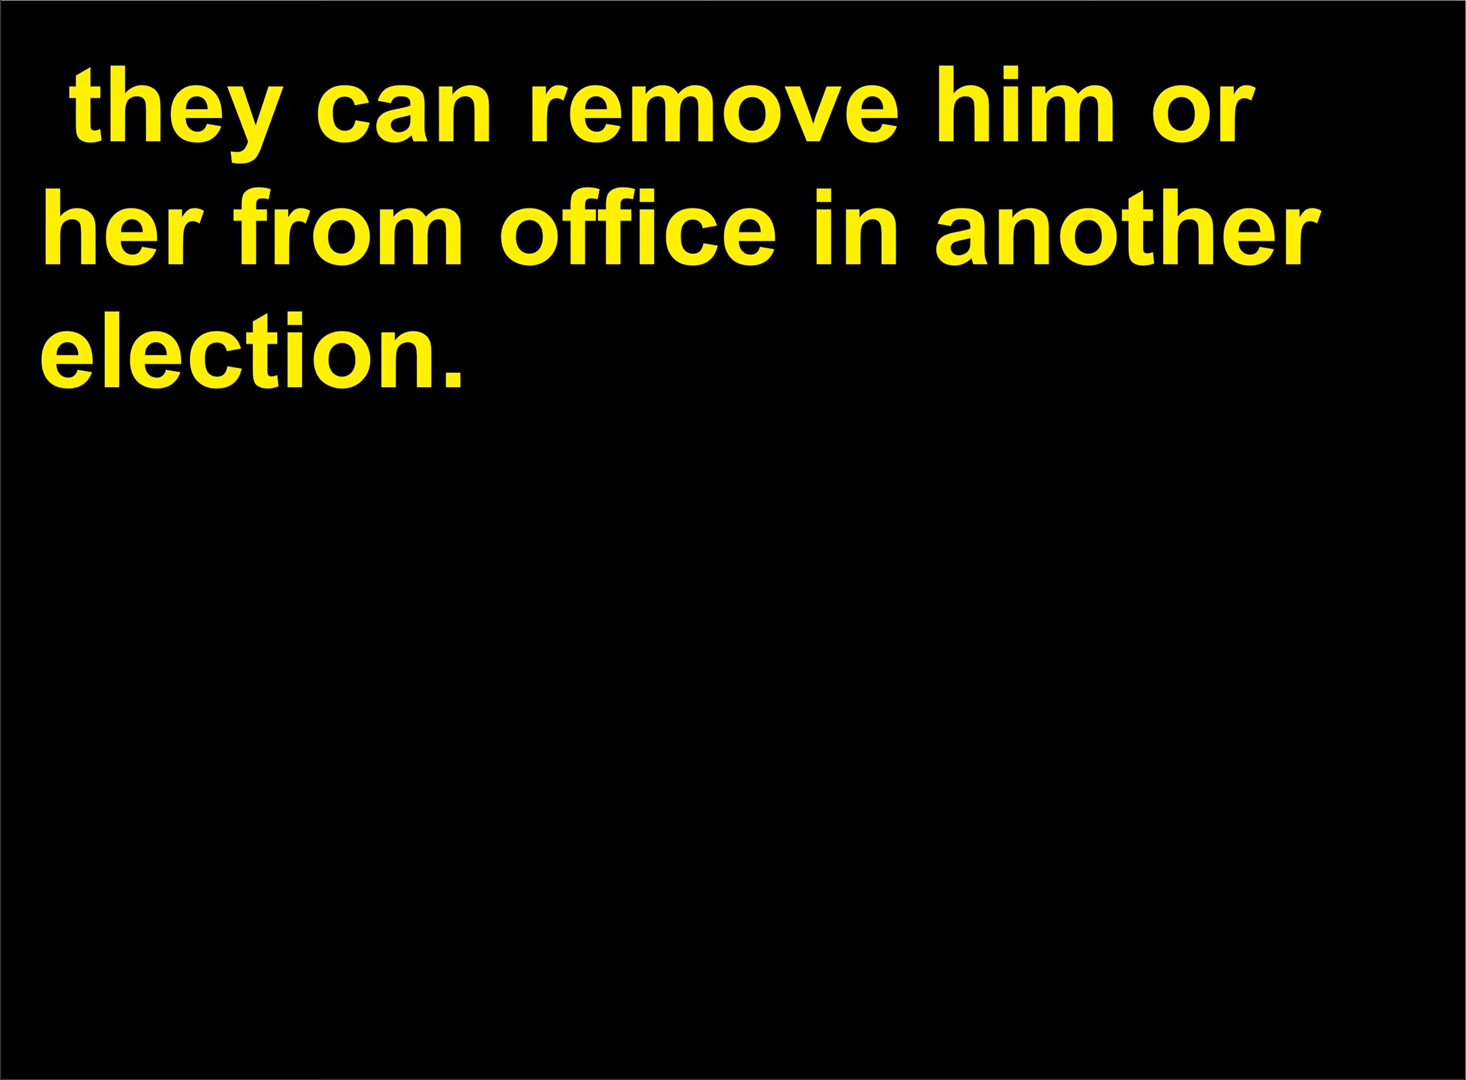 they can remove him or
her from office in another
election.